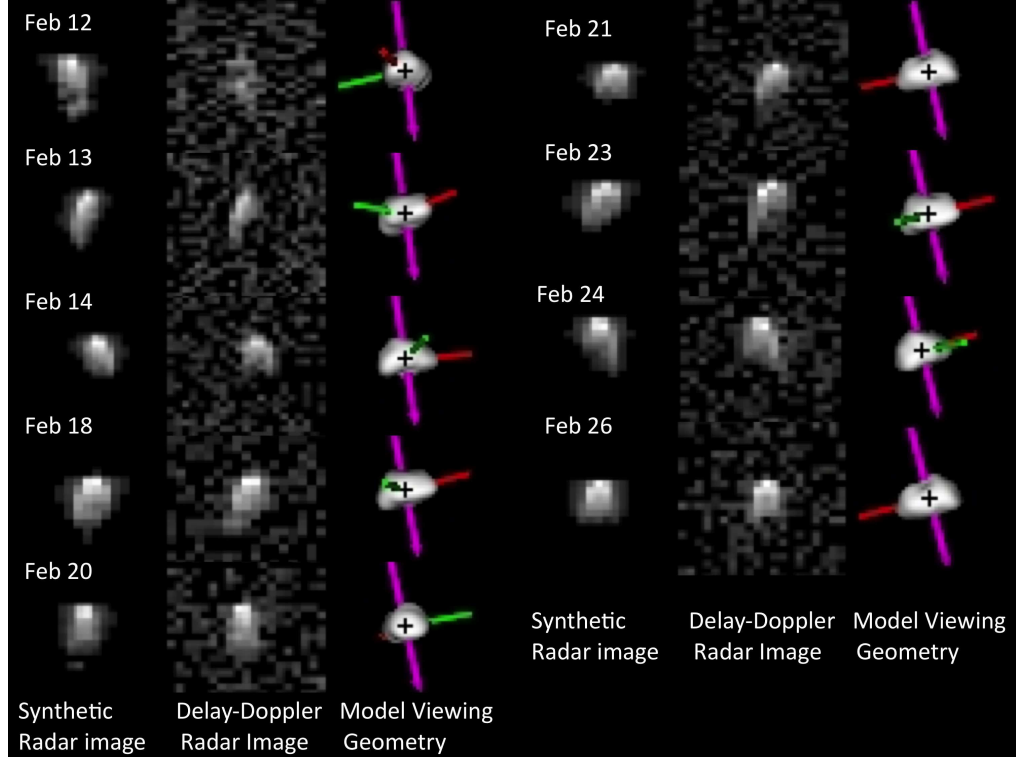 Feb 12
Feb 13
Feb 14
Feb 18
Feb 20
Synthetic Delay-Doppler Model Viewing
Radar image Radar Image Geometry
Feb 21
Feb 23
Feb 24
Feb 26
Synthetic Delay-Doppler Model Viewing
Radar image Radar Image Geometry